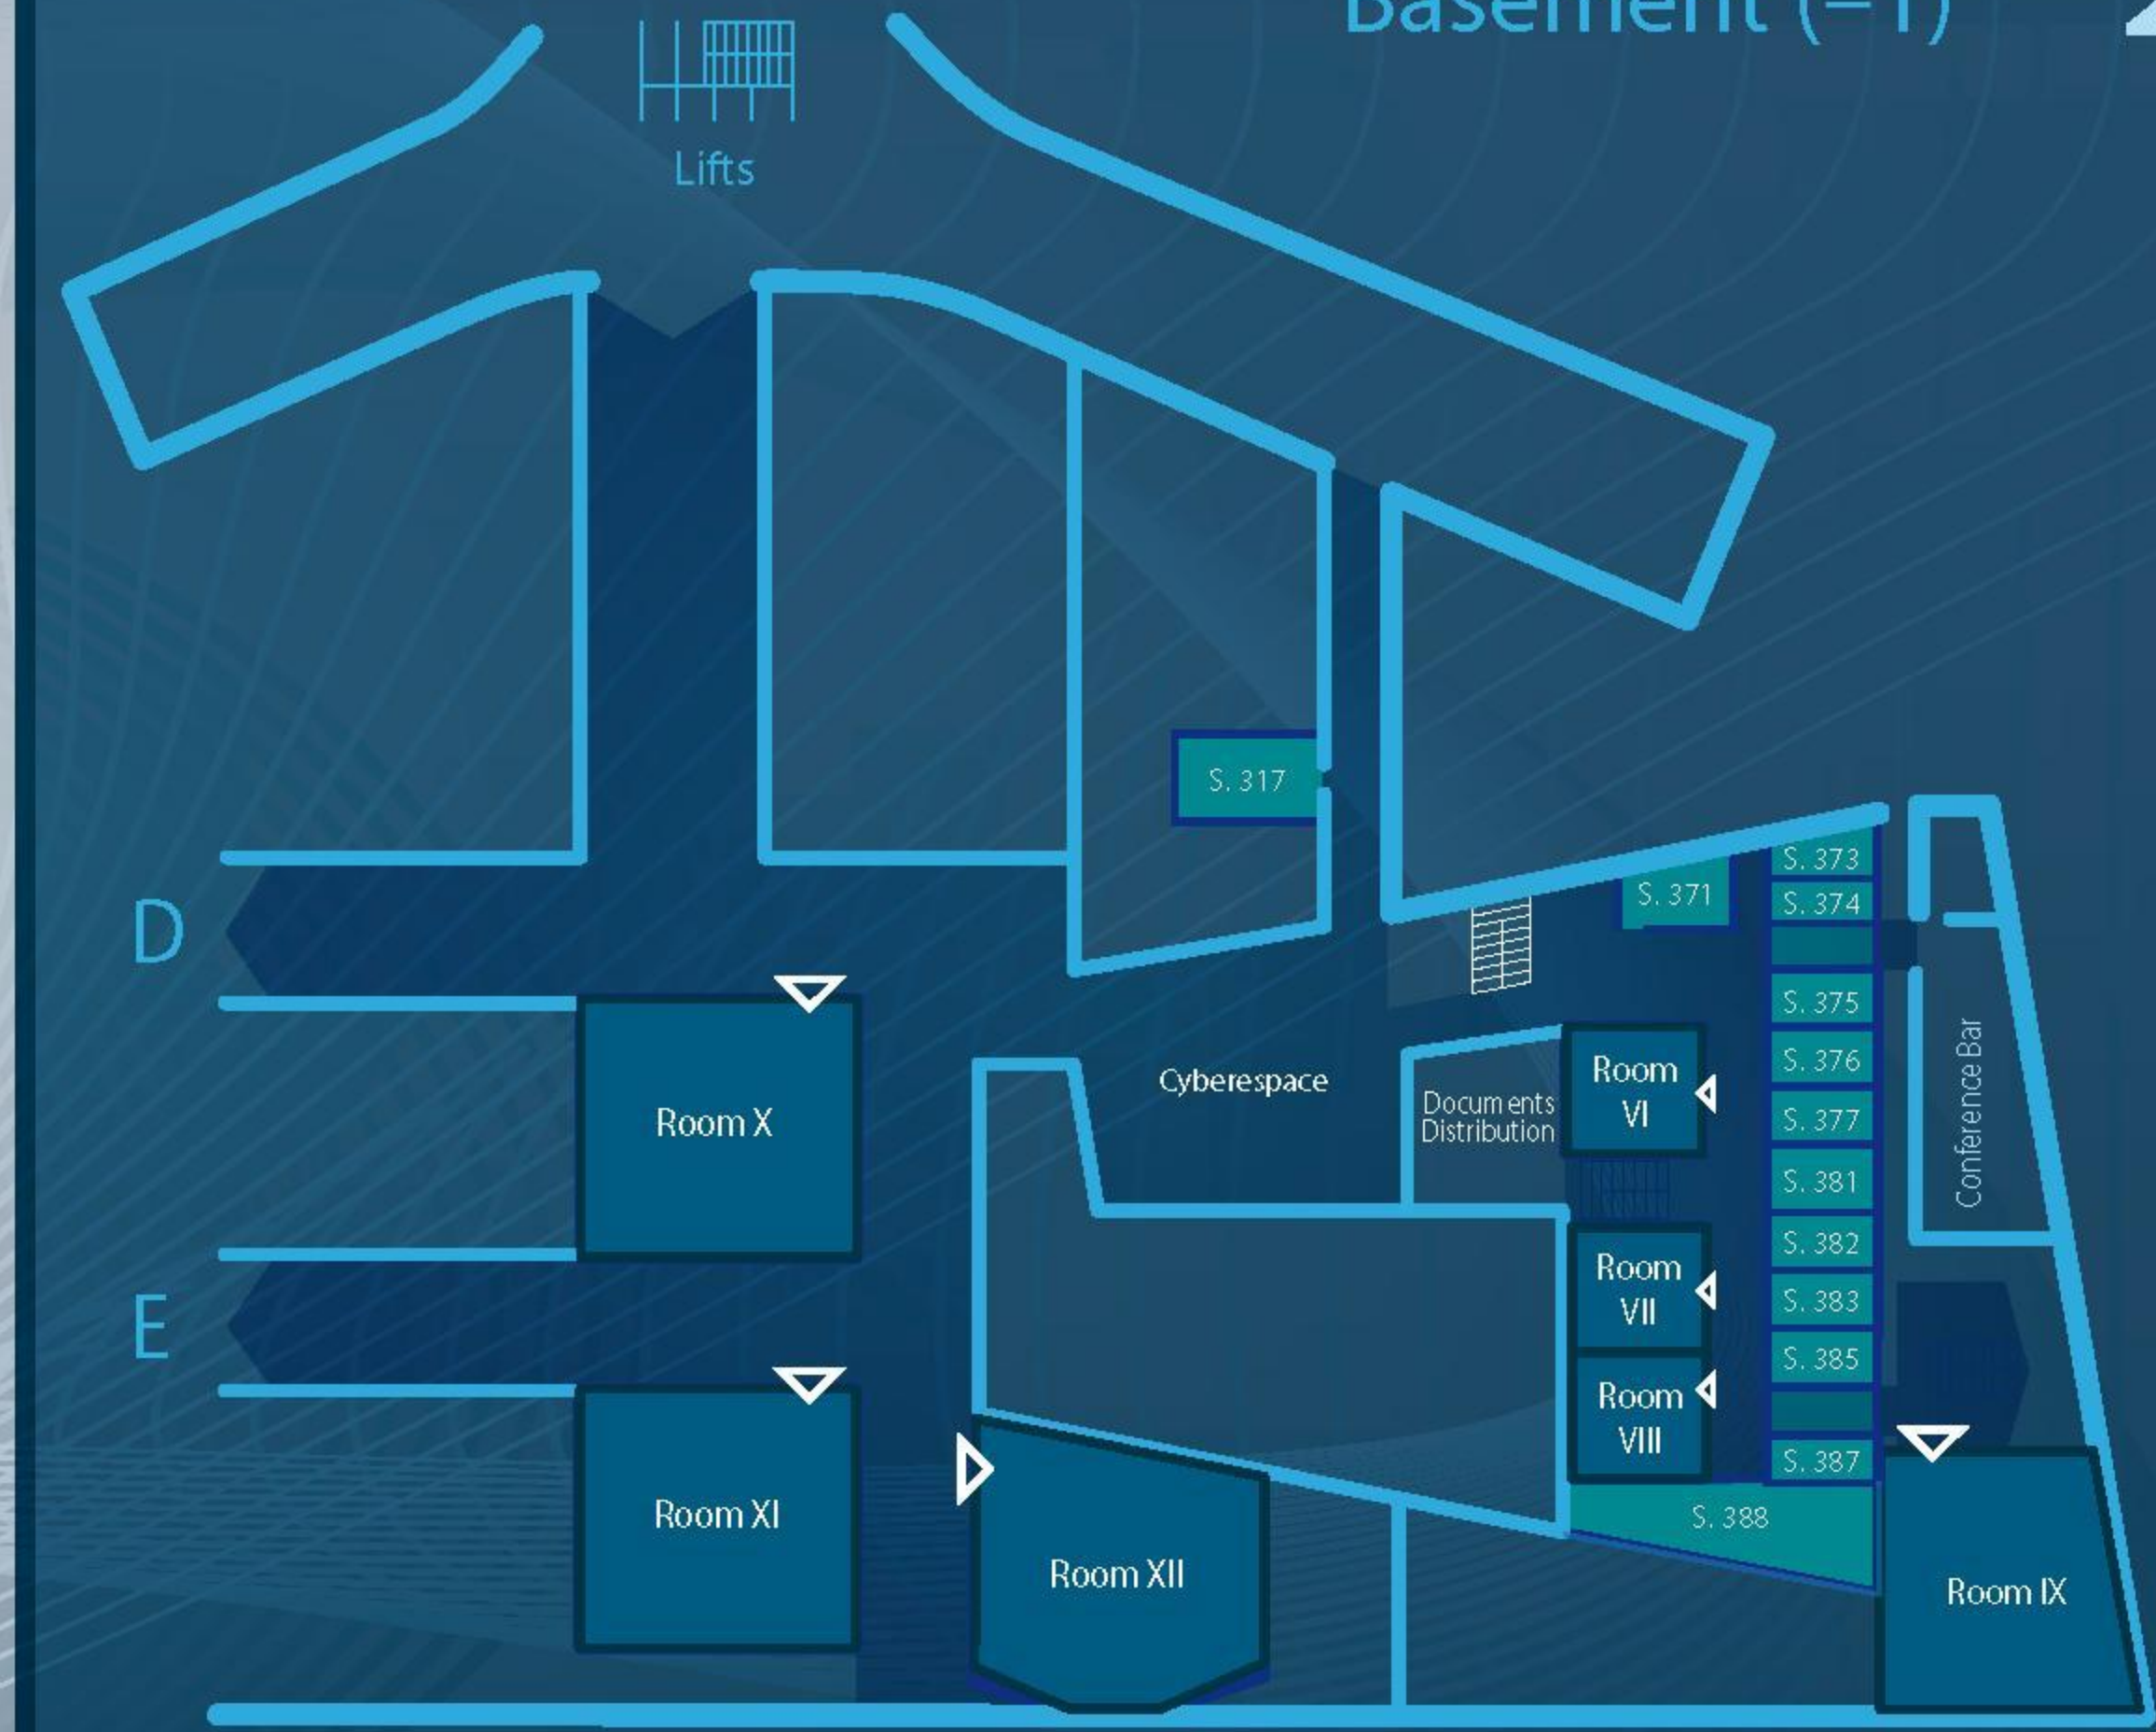 Basement (–1)
Lifts
S. 317
S. 373
S. 371
S. 374
D
S. 375
Cyberespace
Room
VI
S. 376
Documents
Distribution
Room X
S. 377
Conference Bar
S. 381
S. 382
Room
VII
S. 383
E
S. 385
Room
VIII
S. 387
Room XI
S. 388
Room XII
Room IX